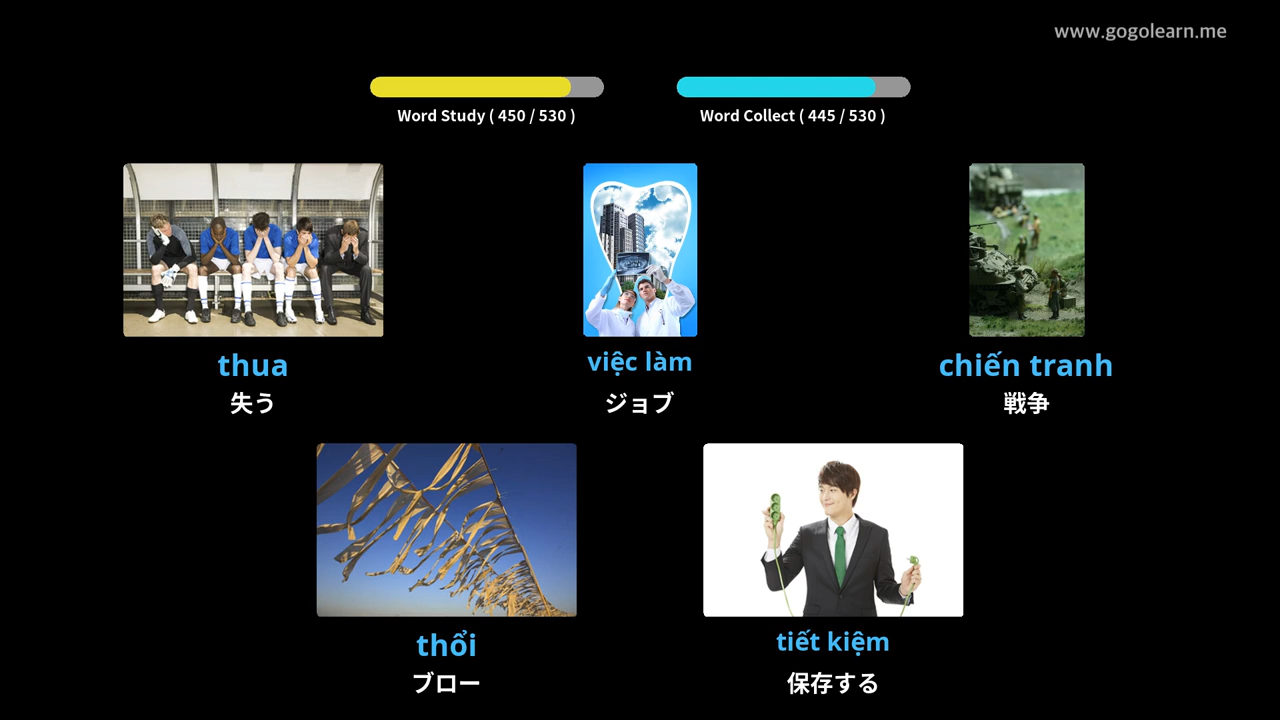 www.gogolearn.me
Word Study ( 450 / 530 )
Word Collect ( 445 / 530 )
thua
失う
việc làm
ジョブ
chiến tranh
戦争
thổi
ブロー
tiết kiệm
保存する